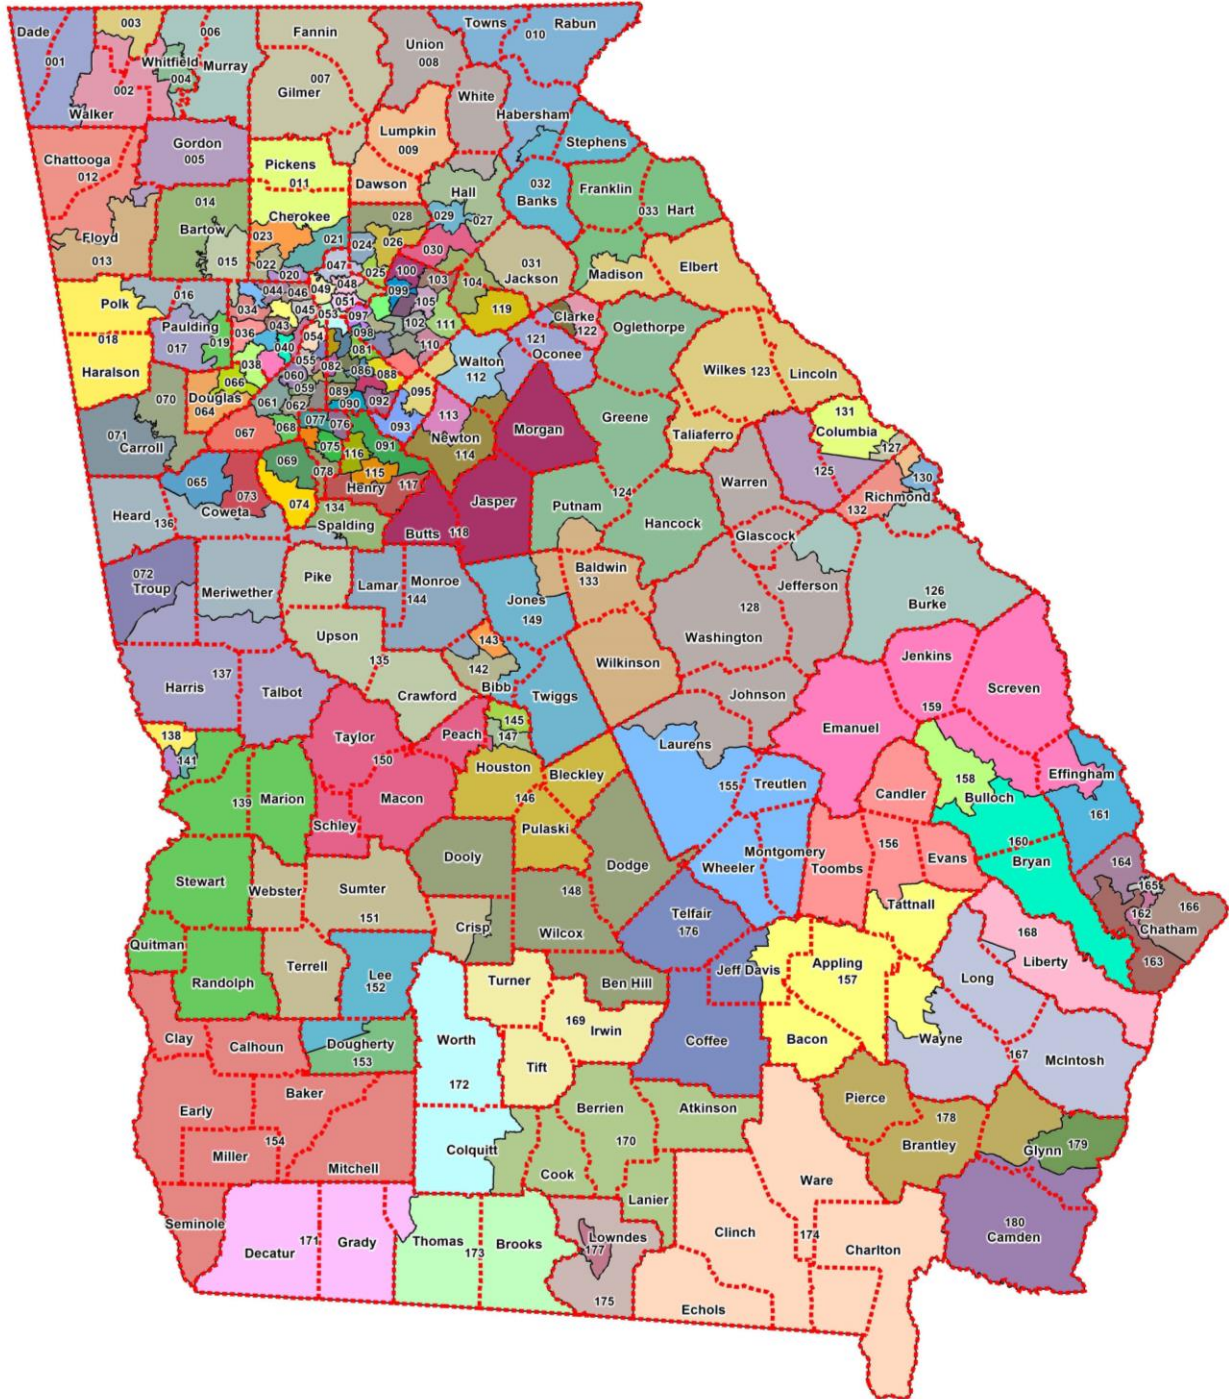 Dade
001
003
002
Walker
Whitfield
004
006
Murray
Fannin
007
Gilmer
Union
008
Towns
010
Rabun
White
Habersham
Stephens
Lumpkin
009
Dawson
Chattooga
012
Gordon
005
Pickens
011
Cherokee
Hall
029
027
032
Banks
Franklin
033
Hart
014
Bartow
015
Floyd
013
023
022
021
020
028
024
026
025
030
031
Jackson
Madison
Elbert
Polk
016
Paulding
017
019
018
Haralson
047
044
046
049
048
034
045
051
053
043
036
040
054
038
055
100
099
103
104
105
097
102
111
098
081
110
119
Clarke
122
121
Oconee
Oglethorpe
Wilkes
123
Lincoln
Taliaferro
Greene
Walton
112
066
Douglas
064
060
059
061
062
082
086
088
089
090
092
095
093
113
Newton
114
Morgan
070
071
Carroll
067
068
077
076
075
078
069
074
116
091
115
Henry
117
065
073
Coweta
134
Spalding
Heard
136
Butts
118
Jasper
Putnam
124
Hancock
Warren
125
131
Columbia
127
130
Richmond
132
Glascock
Jefferson
126
Burke
072
Troup
Meriwether
Pike
Lamar
Monroe
144
Jones
149
Baldwin
133
128
Washington
Wilkinson
Upson
135
Crawford
143
142
Bibb
Twiggs
Johnson
Jenkins
Screven
159
Emanuel
Harris
137
Talbot
138
141
139
Marion
Taylor
150
Peach
145
147
Macon
Schley
Houston
146
Bleckley
Pulaski
Laurens
155
Treutlen
Candler
158
Bulloch
Effingham
161
Stewart
Webster
Sumter
151
Dooly
Dodge
148
Wilcox
Crisp
Wheeler
Montgomery
Toombs
156
Evans
160
Bryan
Tattnall
164
165
162
166
Chatham
163
Quitman
Randolph
Terrell
Lee
152
Turner
Ben Hill
Telfair
176
Jeff Davis
Appling
157
168
Liberty
Long
Clay
Calhoun
Dougherty
153
Worth
172
169
Irwin
Tift
Coffee
Bacon
Wayne
167
McIntosh
Early
Baker
154
Miller
Mitchell
Colquitt
Berrien
Atkinson
170
Cook
Lanier
Pierce
178
Brantley
Glynn
179
Ware
Seminole
Decatur
171
Grady
Thomas
173
Brooks
Lowndes
177
175
Clinch
174
Charlton
Echols
180
Camden